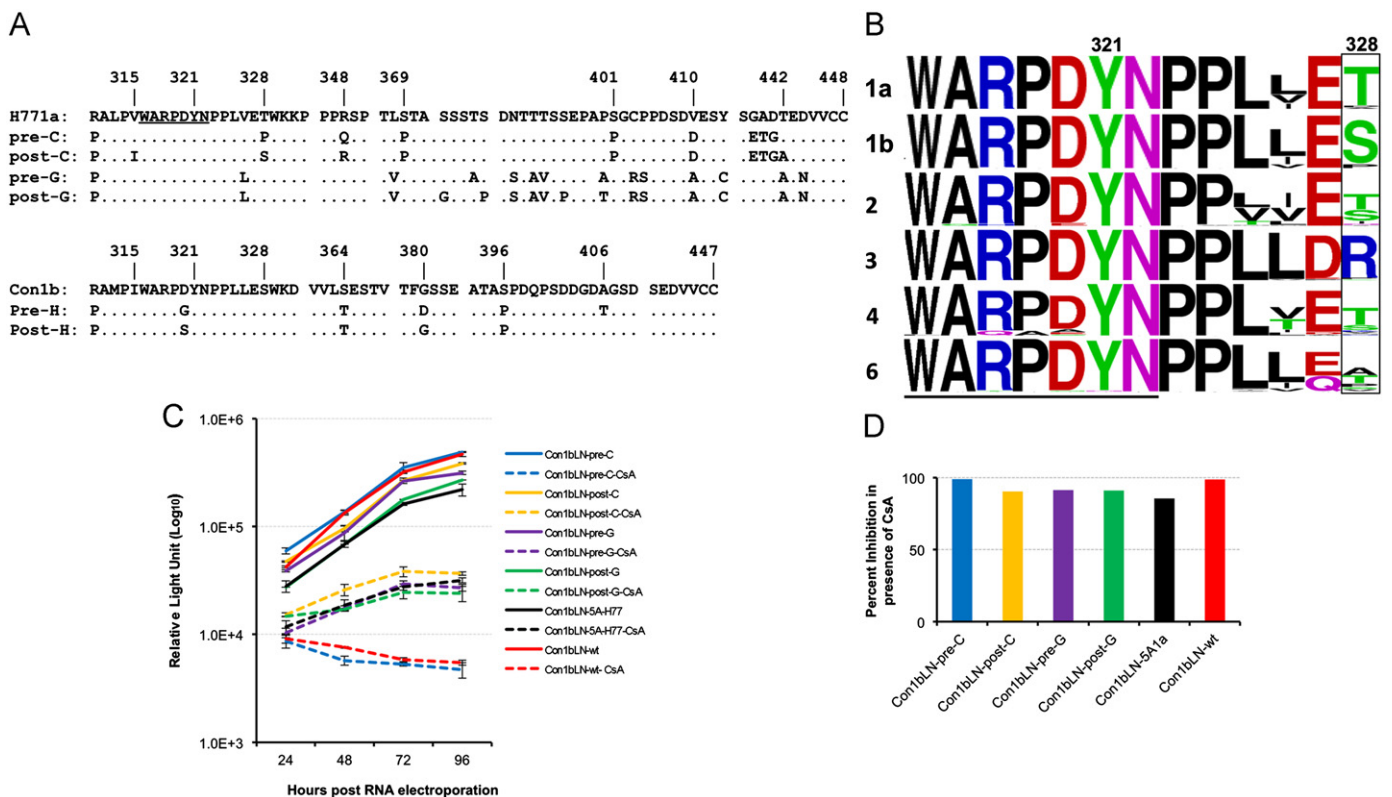 A
315 321 328 348 369 401 410 442 448
H771a: RALPVWARPDYNPPLVETWKKP PPRSP TLSTA SSSTS DNTTTSSEPAPSGCPPDSDVESY SGADTEDVVCC
pre-C: P................P.... ..Q.. ..P.. ..... ...........P......D... .ETG.......
post-C: P....I...........S.... ..R.. ..P.. ..... ...........P......D... .ETGA......
pre-G: P..............L...... ..... .V... ...A. .S.AV.....A.RS....A.C ....A.N....
post-G: P..............L...... ..... .V... .G..P .S.AV..P..T.RS....A.C ....A.N....
315 321 328 364 380 396 406 447
Con1b: RAMPIWARPDYNPPLLESWKD VVLSESTV TFGSSE ATASPDQPSDDGDAGSD SEDVVCC
Pre-H: P.........G.......... ...T.... ..D... ....P........T... .......
Post-H: P.........S.......... ...T.... ..G... ....P............ .......
B
321 328
1a WARPDYNPPLLET
1b WARPDYNPPLLES
2 WARPDYNPPLIET
3 WARPDYNPPLLDR
4 WARPDYNPPLVET
6 WARPDYNPPLLEA
C
Relative Light Unit (Log10)
1.0E+6
1.0E+5
1.0E+4
1.0E+3
24 48 72 96
Hours post RNA electroporation
Con1bLN-pre-C
Con1bLN-pre-C-CsA
Con1bLN-post-C
Con1bLN-post-C-CsA
Con1bLN-pre-G
Con1bLN-pre-G-CsA
Con1bLN-post-G
Con1bLN-post-G-CsA
Con1bLN-5A-H77
Con1bLN-5A-H77-CsA
Con1bLN-wt
Con1bLN-wt- CsA
D
Percent Inhibition in
presence of CsA
100
50
0
Con1bLN-pre-C
Con1bLN-post-C
Con1bLN-pre-G
Con1bLN-post-G
Con1bLN-5A1a
Con1bLN-wt